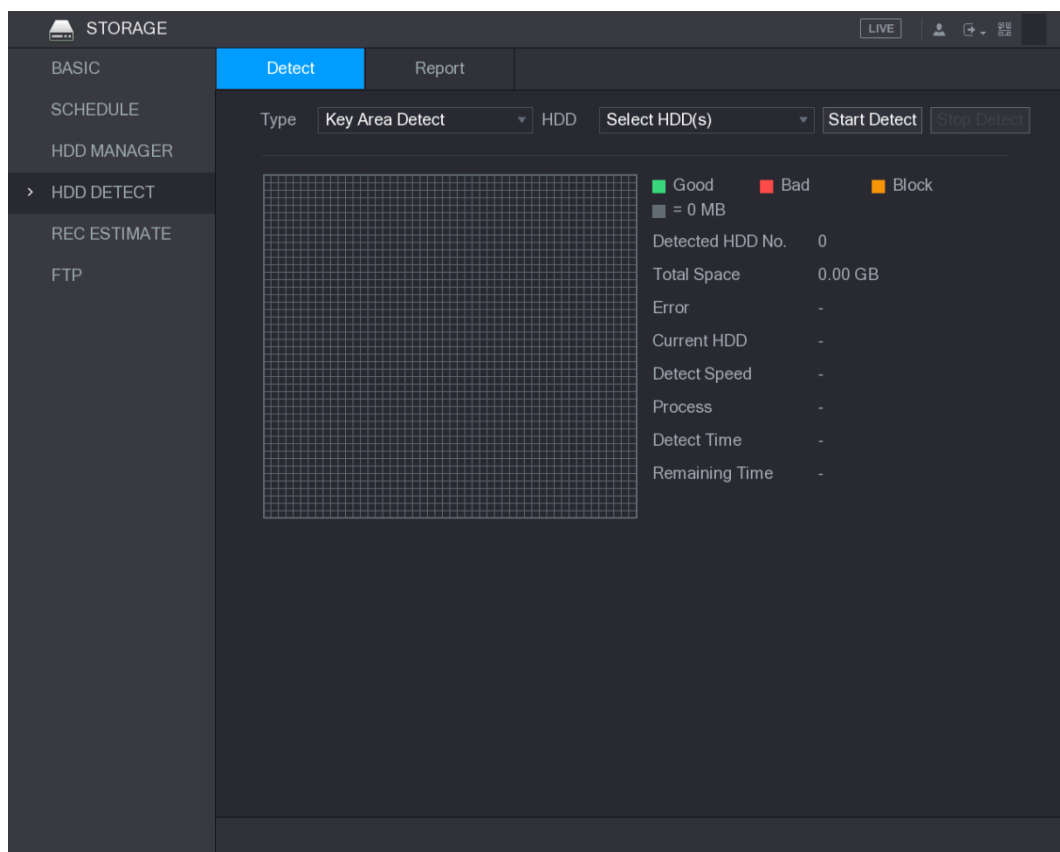 STORAGE
LIVE
BASIC
SCHEDULE
HDD MANAGER
> HDD DETECT
REC ESTIMATE
FTP
Detect Report
Type Key Area Detect HDD Select HDD(s) Start Detect Stop Detect
Good Bad Block
= 0 MB
Detected HDD No. 0
Total Space 0.00 GB
Error -
Current HDD -
Detect Speed -
Process -
Detect Time -
Remaining Time -